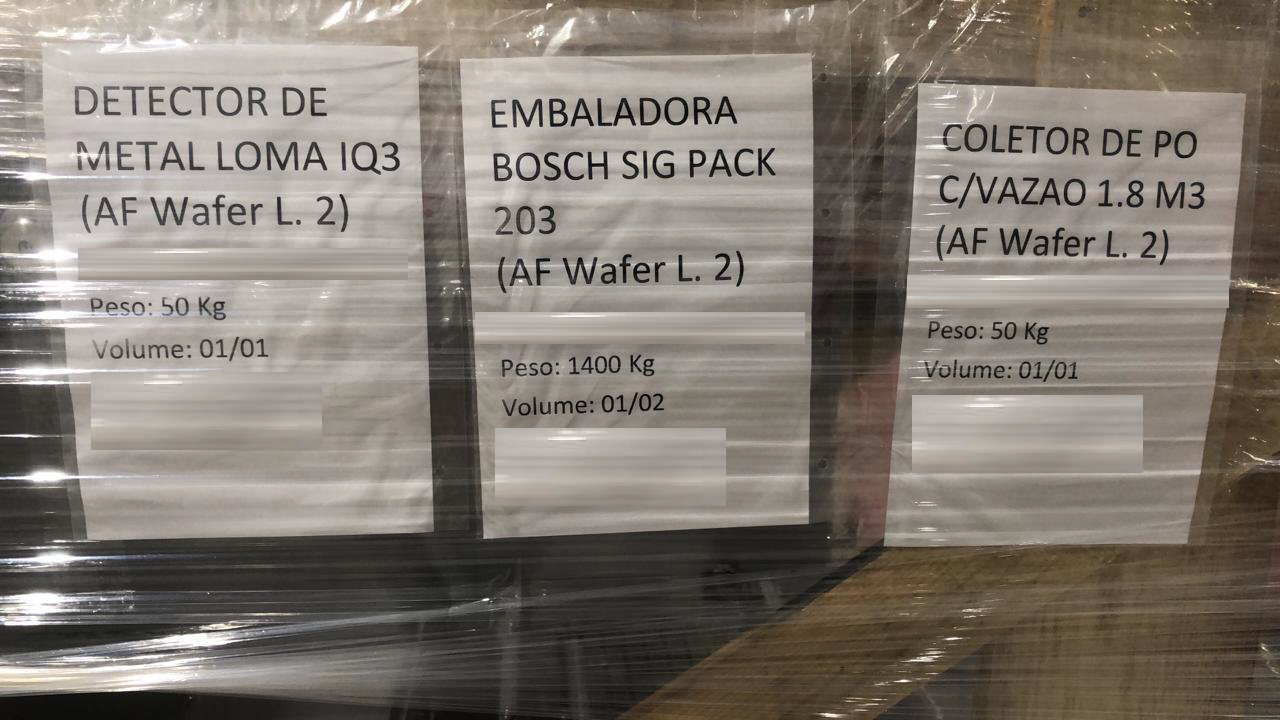 DETECTOR DE
METAL LOMA IQ3
(AF Wafer L. 2)
Peso: 50 Kg
Volume: 01/01
EMBALADORA
BOSCH SIG PACK
203
(AF Wafer L. 2)
Peso: 1400 Kg
Volume: 01/02
COLETOR DE PO
C/VAZAO 1.8 M3
(AF Wafer L. 2)
Peso: 50 Kg
Volume: 01/01